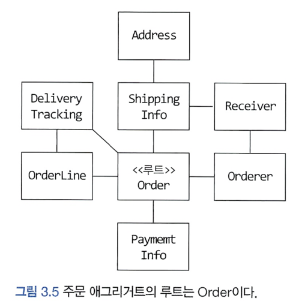 Address
Delivery
Tracking
Shipping
Info
Receiver
OrderLine
<<루트>>
Order
Orderer
Paymemt
Info
그림 3.5 주문 애그리거트의 루트는 Order이다.